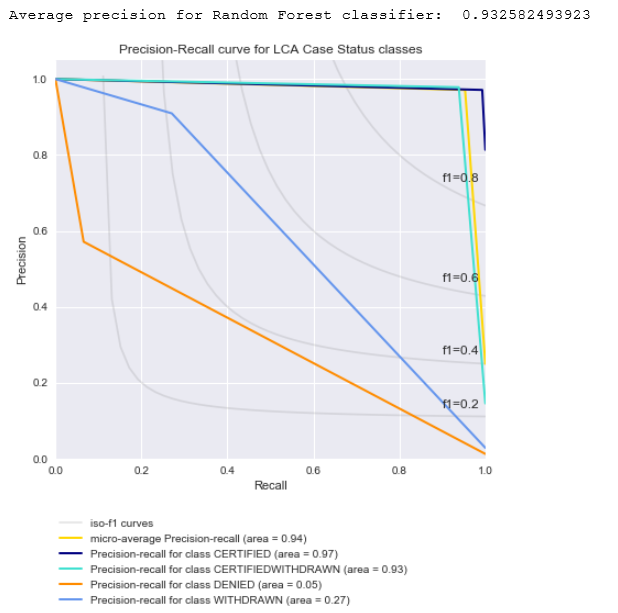 Average precision for Random Forest classifier:  0.932582493923
Precision-Recall curve for LCA Case Status classes
1.0
0.8
f1=0.8
0.6
Precision
f1=0.6
0.4
f1=0.4
0.2
f1=0.2
0.0
0.0 0.2 0.4 0.6 0.8 1.0
Recall
iso-f1 curves
micro-average Precision-recall (area = 0.94)
Precision-recall for class CERTIFIED (area = 0.97)
Precision-recall for class CERTIFIEDWITHDRAWN (area = 0.93)
Precision-recall for class DENIED (area = 0.05)
Precision-recall for class WITHDRAWN (area = 0.27)